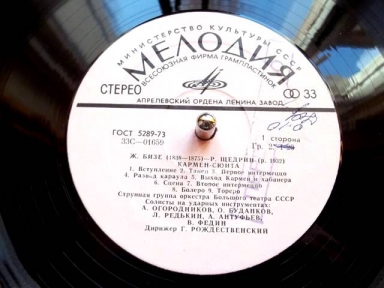 МИНИСТЕРСТВО КУЛЬТУРЫ СССР
МЕЛОДИЯ
ВСЕСОЮЗНАЯ ФИРМА ГРАМПЛАСТИНОК
СТЕРЕО
33
АПРЕЛЕВСКИЙ ОРДЕНА ЛЕНИНА ЗАВОД
ГОСТ 5289-73
33С—01659
1 сторона
Гр.
Ж. БИЗЕ (1838—1875)—Р. ЩЕДРИН (р. 1932)
КАРМЕН-СЮИТА
1. Вступление 2. Танец 3. Первое интермеццо
4. Развод караула 5. Выход Кармен и хабанера
6. Сцена 7. Второе интермеццо
8. Болеро 9. Тореро
Струнная группа оркестра Большого театра СССР
Солисты на ударных инструментах:
А. ОГОРОДНИКОВ, О. БУДАНКОВ,
Л. РЕДЬКИН, А. АНТУФЬЕВ,
В. ФЕДИН
Дирижер Г. РОЖДЕСТВЕНСКИЙ